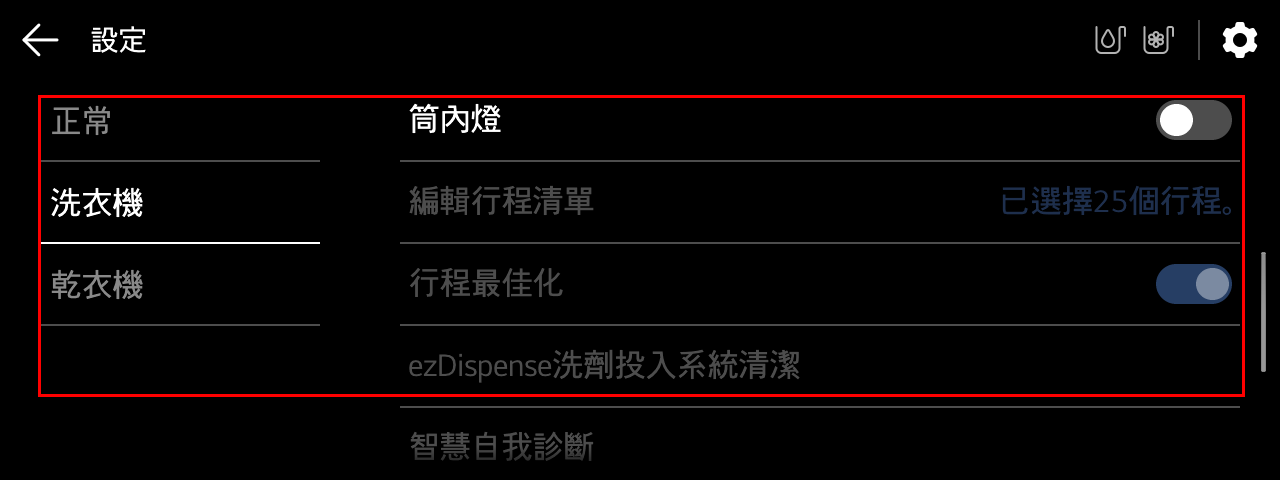 設定
正常
洗衣機
乾衣機
筒內燈
編輯行程清單
已選擇25個行程。
行程最佳化
ezDispense洗劑投入系統清潔
智慧自我診斷